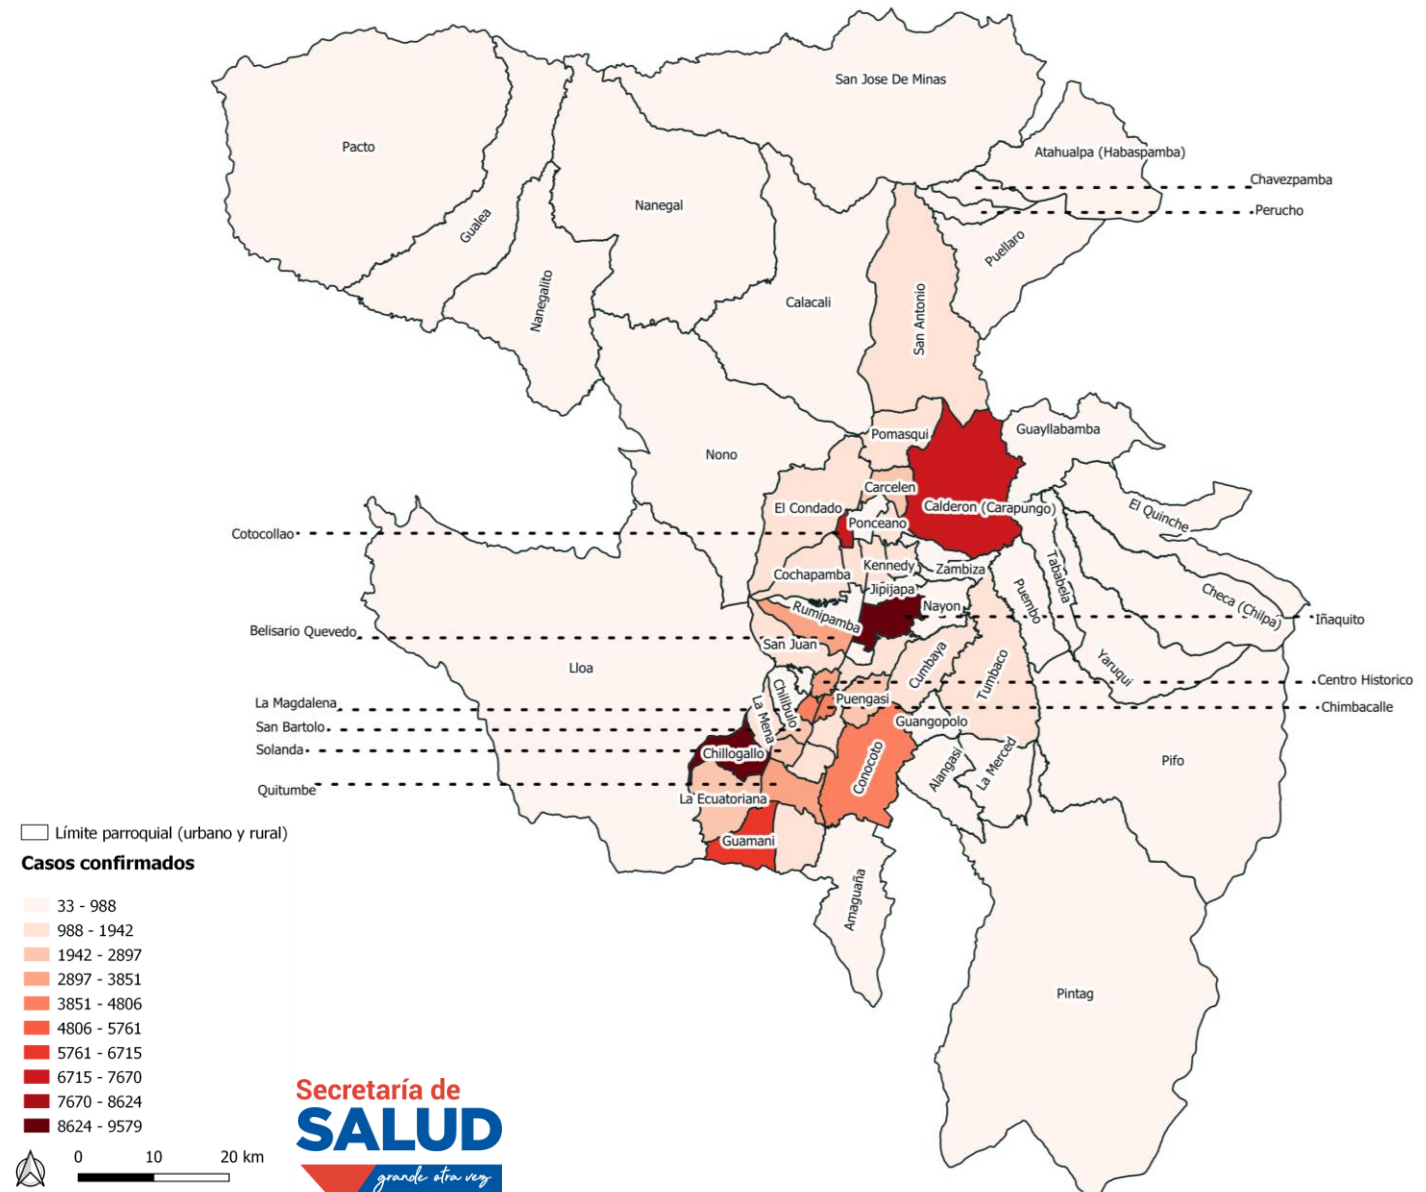 San Jose De Minas
Pacto
Atahualpa (Habaspamba)
Chavezpamba
Nanegal
Perucho
Gualea
Puellaro
Nanegalito
Calacali
San Antonio
Pomasqui
Guayllabamba
Nono
Carcelen
El Condado
Calderon (Carapungo)
El Quinche
Ponceano
Cotocollao
Kennedy
Zambiza
Cochapamba
Tababela
Jipijapa
Puembo
Checa (Chilpa)
Rumipamba
Nayon
Iñaquito
Belisario Quevedo
San Juan
Lloa
Cumbaya
Yaruqui
Tumbaco
Centro Historico
Chilibulo
La Magdalena
La Mena
Puengasi
Chimbacalle
San Bartolo
Guangopolo
Solanda
Chillogallo
Conocoto
Alangasi
La Merced
Pifo
Quitumbe
La Ecuatoriana
Guamani
Amaguaña
Pintag
Límite parroquial (urbano y rural)
Casos confirmados
33 - 988
988 - 1942
1942 - 2897
2897 - 3851
3851 - 4806
4806 - 5761
5761 - 6715
6715 - 7670
7670 - 8624
8624 - 9579
0 10 20 km
Secretaría de
SALUD
grande otra vez